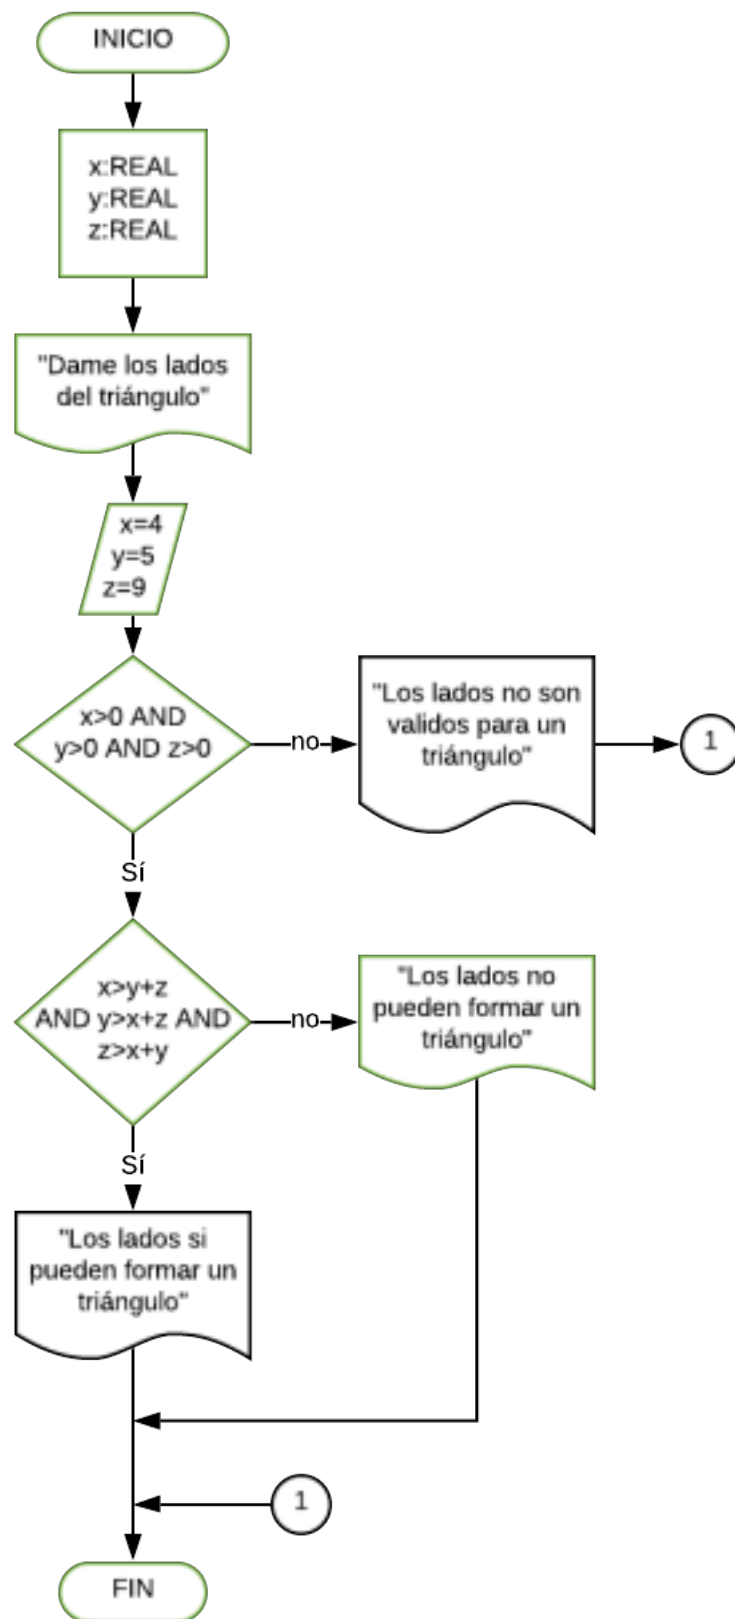 INICIO
x:REAL
y:REAL
z:REAL
"Dame los lados
del triángulo"
x=4
y=5
z=9
x>0 AND
y>0 AND z>0
no
"Los lados no son
validos para un
triángulo"
1
Sí
x>y+z
AND y>x+z AND
z>x+y
no
"Los lados no
pueden formar un
triángulo"
Sí
"Los lados si
pueden formar un
triángulo"
1
FIN